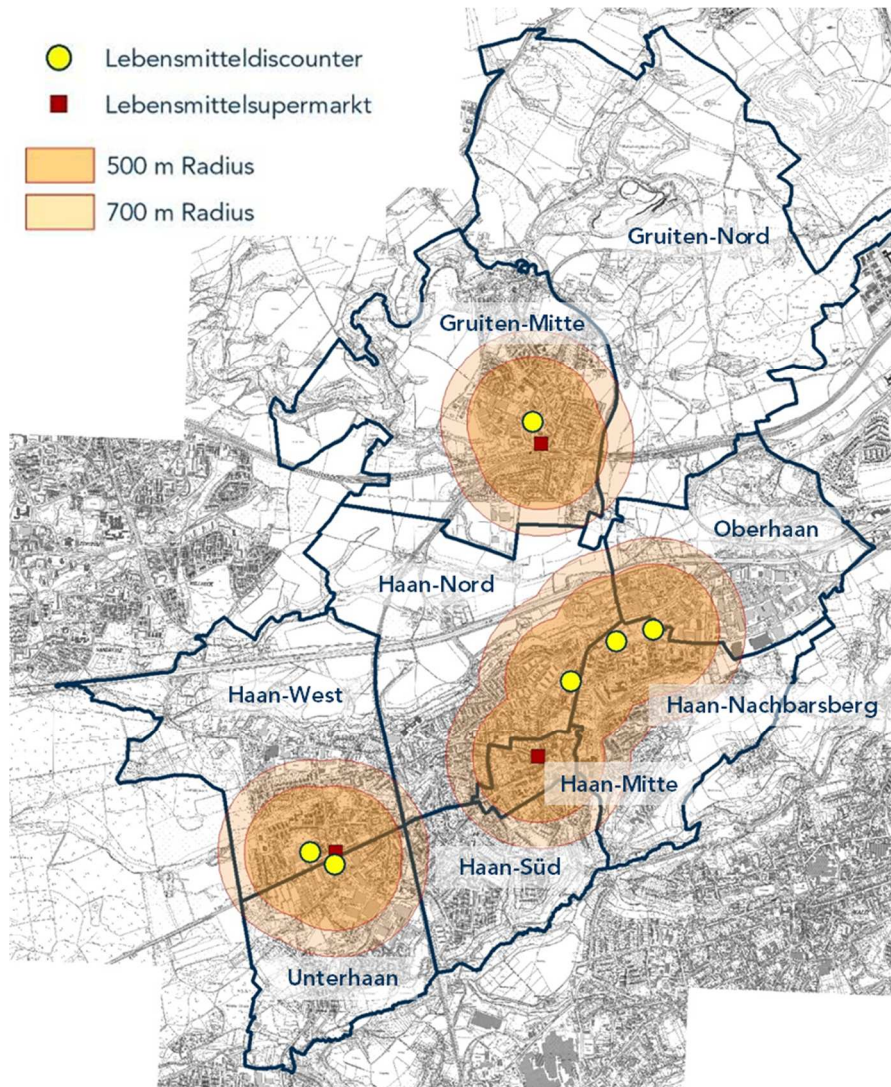 Lebensmitteldiscounter
Lebensmittelsupermarkt
500 m Radius
700 m Radius
Gruiten-Nord
Gruiten-Mitte
Oberhaan
Haan-Nord
Haan-West
Haan-Nachbarsberg
Haan-Mitte
Haan-Süd
Unterhaan